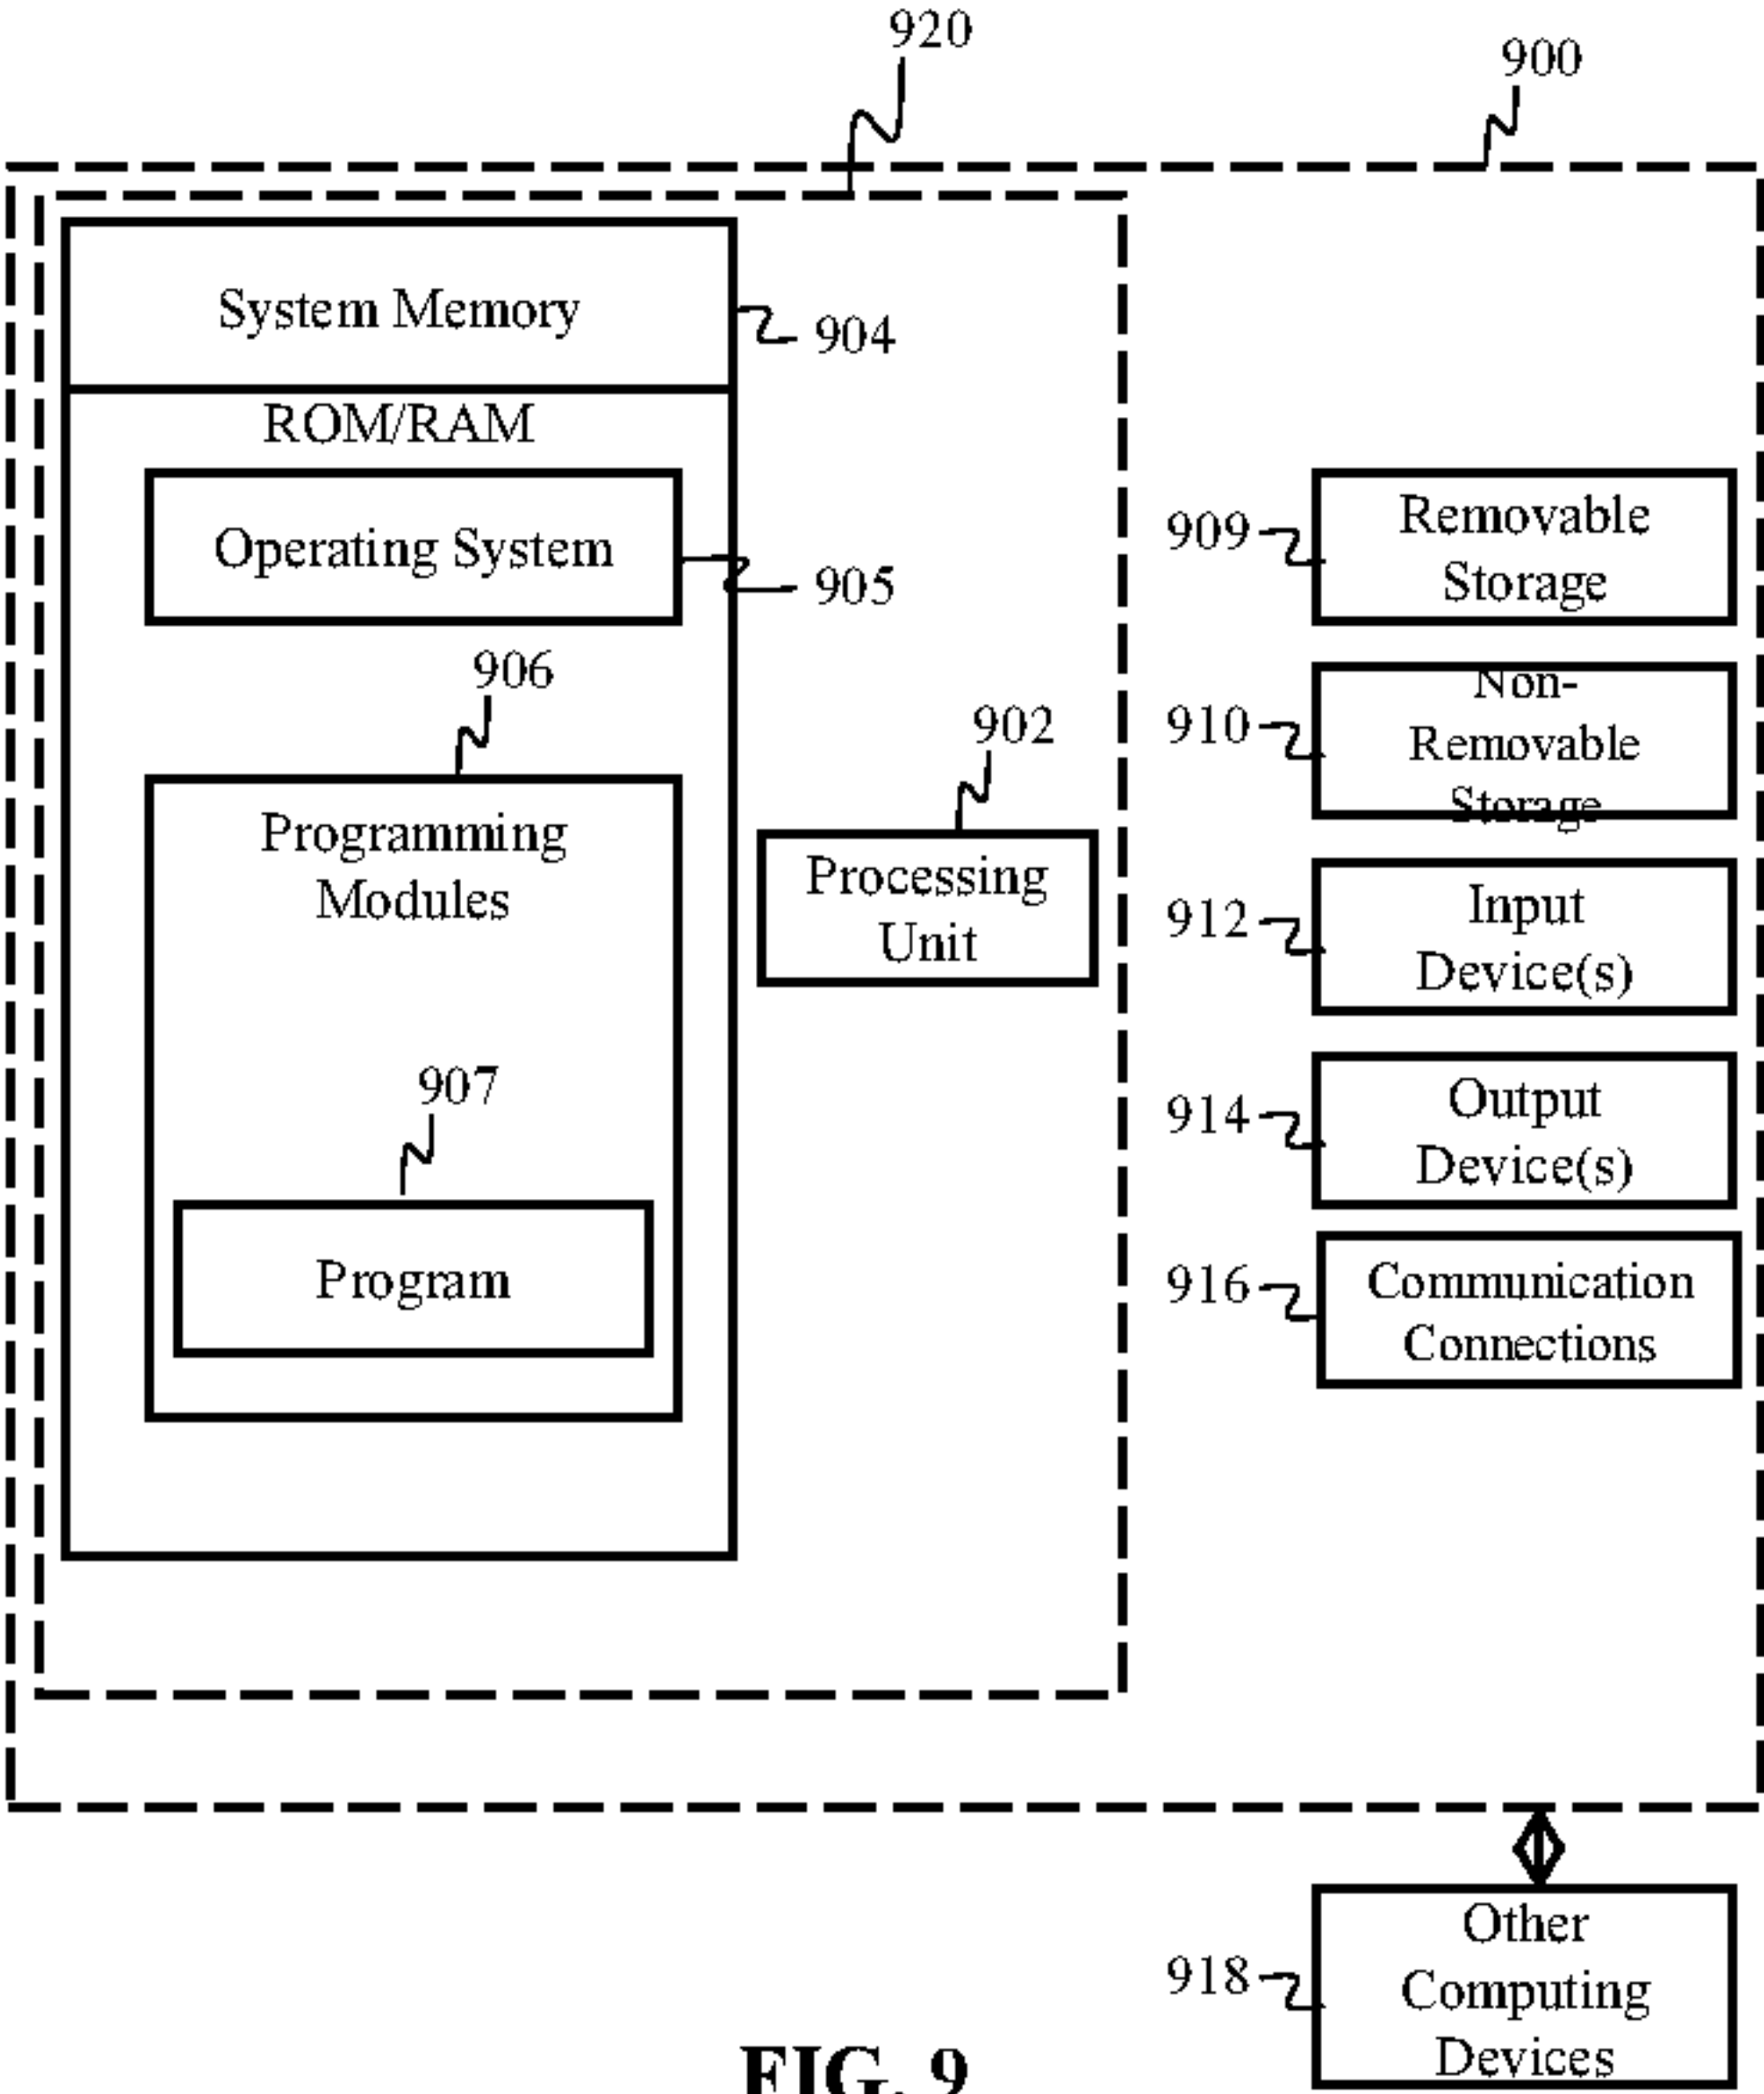 920
900
System Memory
904
ROM/RAM
Operating System
905
909
Removable
Storage
906
902
910
Non-
Removable
Storage
Programming
Modules
Processing
Unit
912
Input
Device(s)
907
914
Output
Device(s)
Program
916
Communication
Connections
918
Other
Computing
Devices
FIG. 9